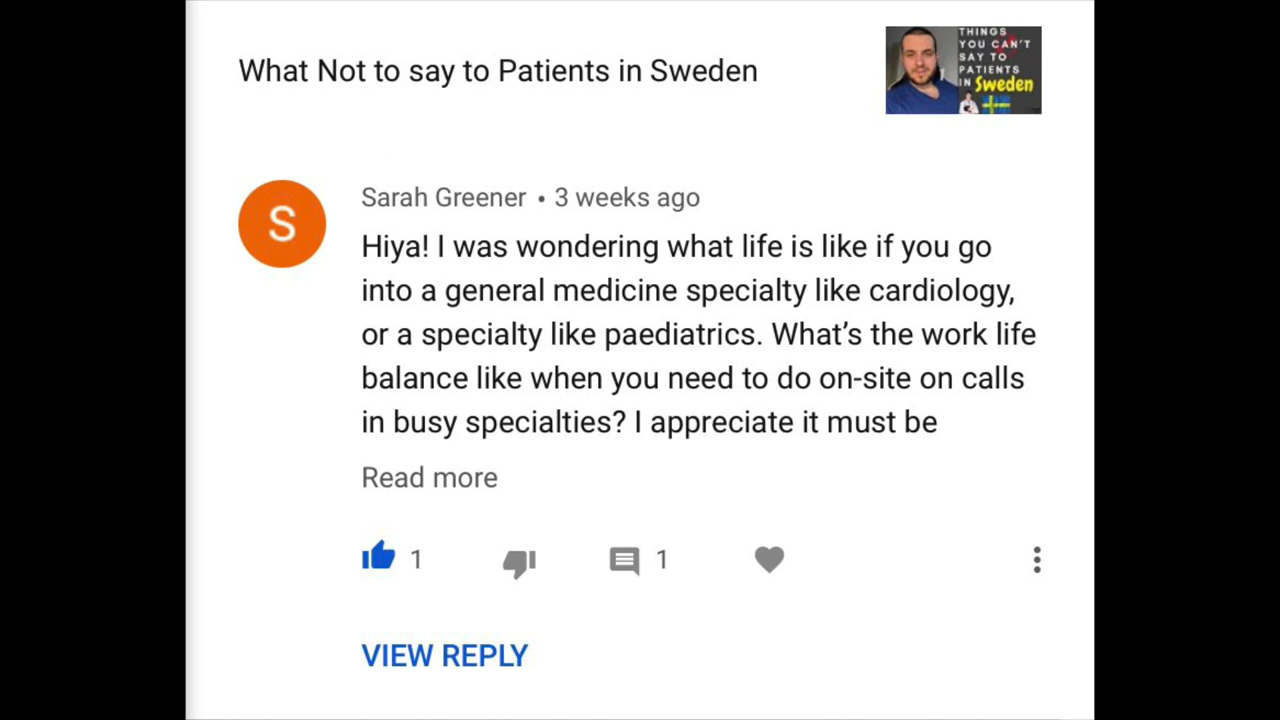 What Not to say to Patients in Sweden
THINGS
YOU CAN'T
SAY TO
PATIENTS
IN Sweden
S
Sarah Greener • 3 weeks ago
Hiya! I was wondering what life is like if you go
into a general medicine specialty like cardiology,
or a specialty like paediatrics. What’s the work life
balance like when you need to do on-site on calls
in busy specialties? I appreciate it must be
Read more
1
1
VIEW REPLY